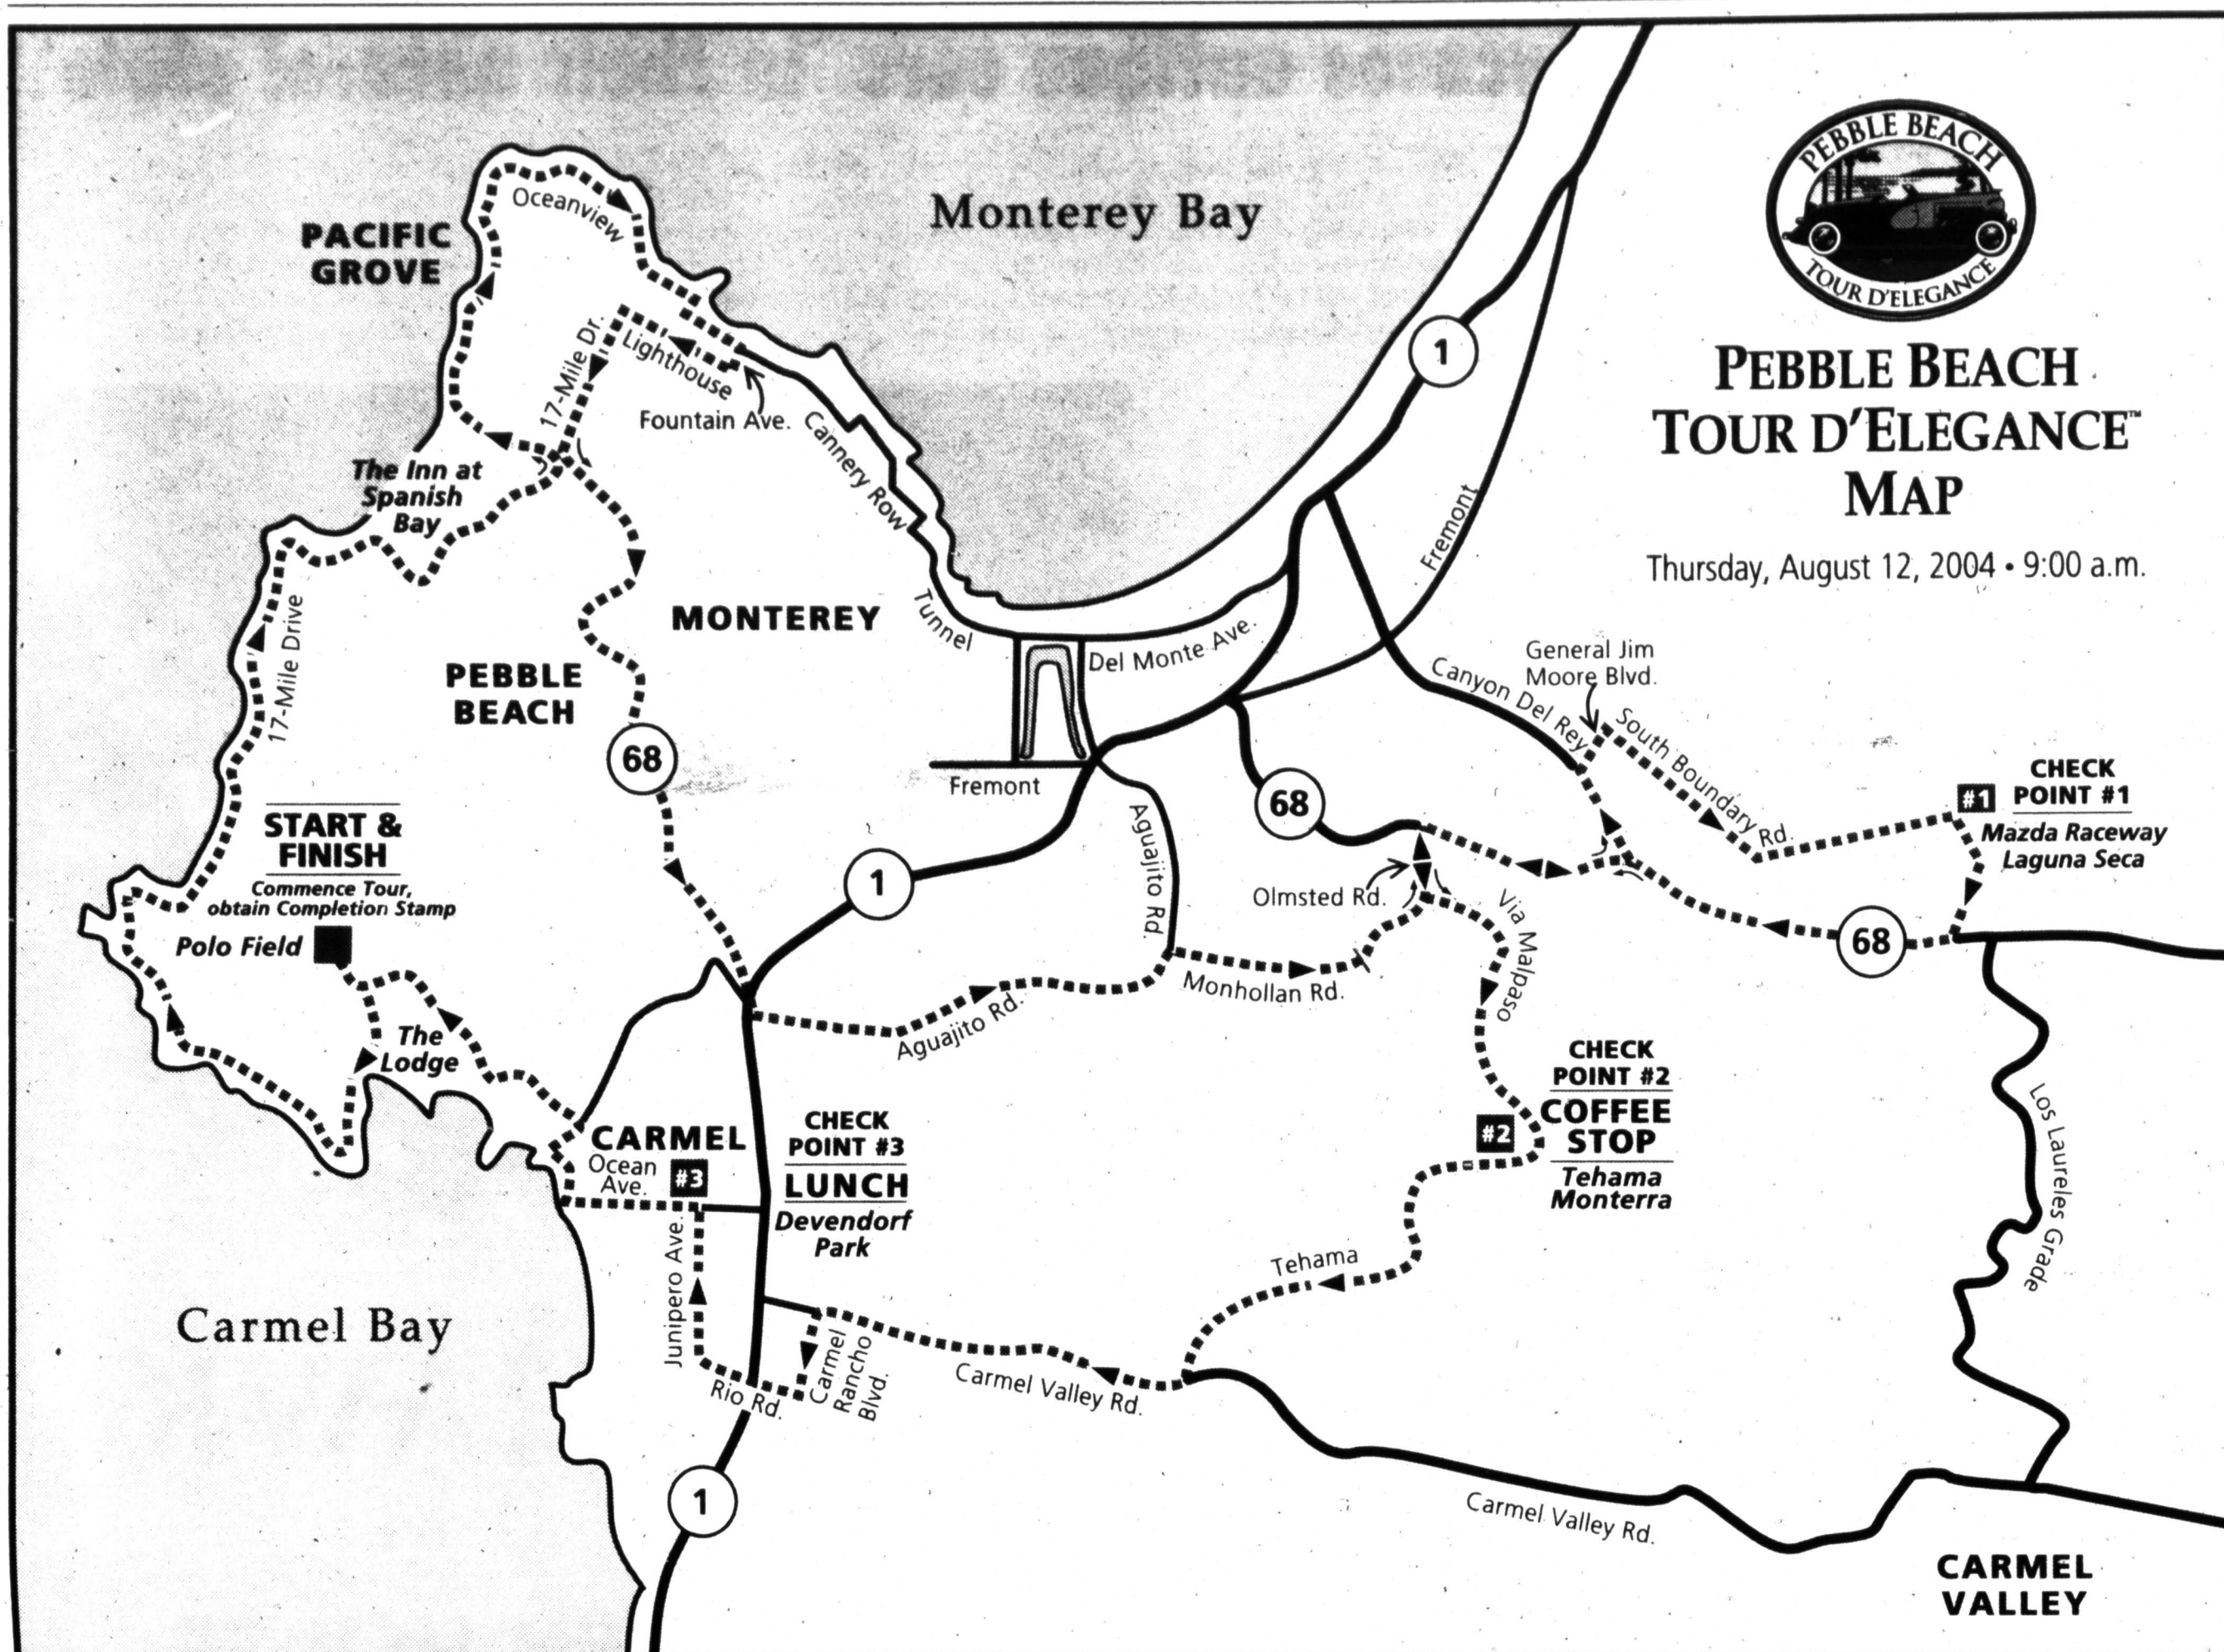 PEBBLE BEACH
TOUR D'ELEGANCE
PEBBLE BEACH
TOUR D'ELEGANCE™
MAP
Thursday, August 12, 2004 • 9:00 a.m.
Monterey Bay
PACIFIC
GROVE
Oceanview
17-Mile Dr.
Lighthouse
Fountain Ave.
Cannery Row
The Inn at
Spanish
Bay
1
Fremont
MONTEREY
Tunnel
Del Monte Ave.
17-Mile Drive
PEBBLE
BEACH
68
Fremont
General Jim
Moore Blvd.
Canyon Del Rey
South Boundary Rd.
#1
CHECK
POINT #1
Mazda Raceway
Laguna Seca
START &
FINISH
Commence Tour,
obtain Completion Stamp
Polo Field
The
Lodge
1
68
Aguajito Rd.
Olmsted Rd.
Via Malpaso
68
Aguajito Rd.
Monhollan Rd.
CHECK
POINT #2
#2
COFFEE
STOP
Tehama
Monterra
Los Laureles Grade
CARMEL
Ocean
Ave.
#3
CHECK
POINT #3
LUNCH
Devendorf
Park
Junipero Ave.
Tehama
Carmel Bay
Rio Rd.
Carmel
Rancho
Blvd.
Carmel Valley Rd.
1
Carmel Valley Rd.
CARMEL
VALLEY